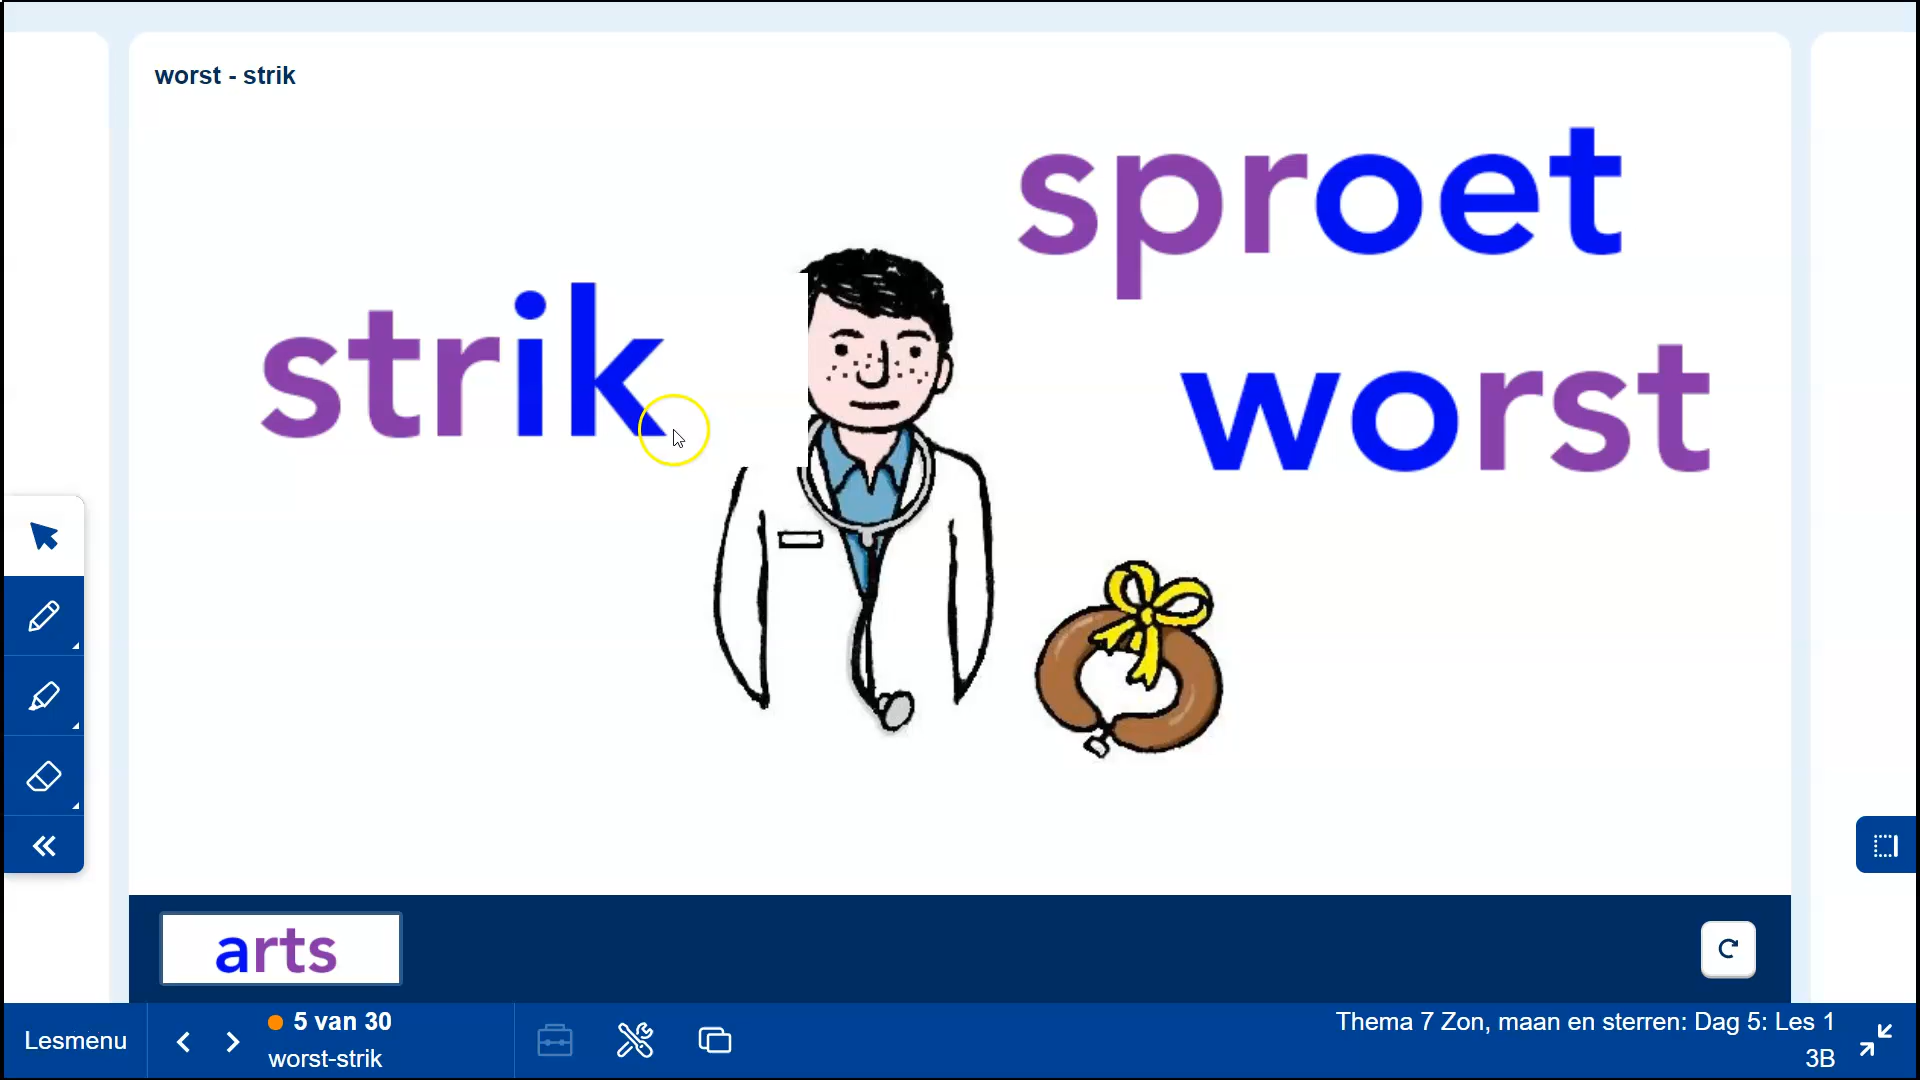 worst - strik
sproet
strik
worst
arts
Lesmenu
5 van 30
worst-strik
Thema 7 Zon, maan en sterren: Dag 5: Les 1
3B